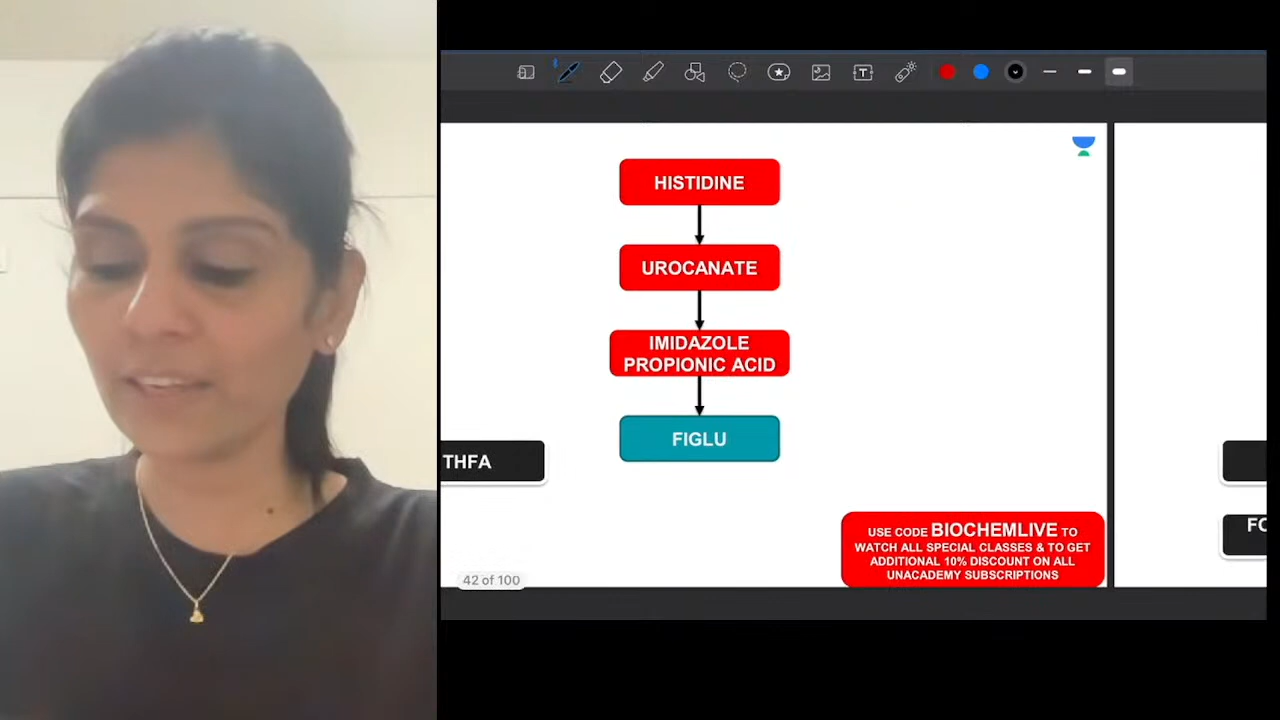 HISTIDINE
UROCANATE
IMIDAZOLE
PROPIONIC ACID
FIGLU
THFA
FO
USE CODE BIOCHEMLIVE TO
WATCH ALL SPECIAL CLASSES & TO GET
ADDITIONAL 10% DISCOUNT ON ALL
UNACADEMY SUBSCRIPTIONS
42 of 100